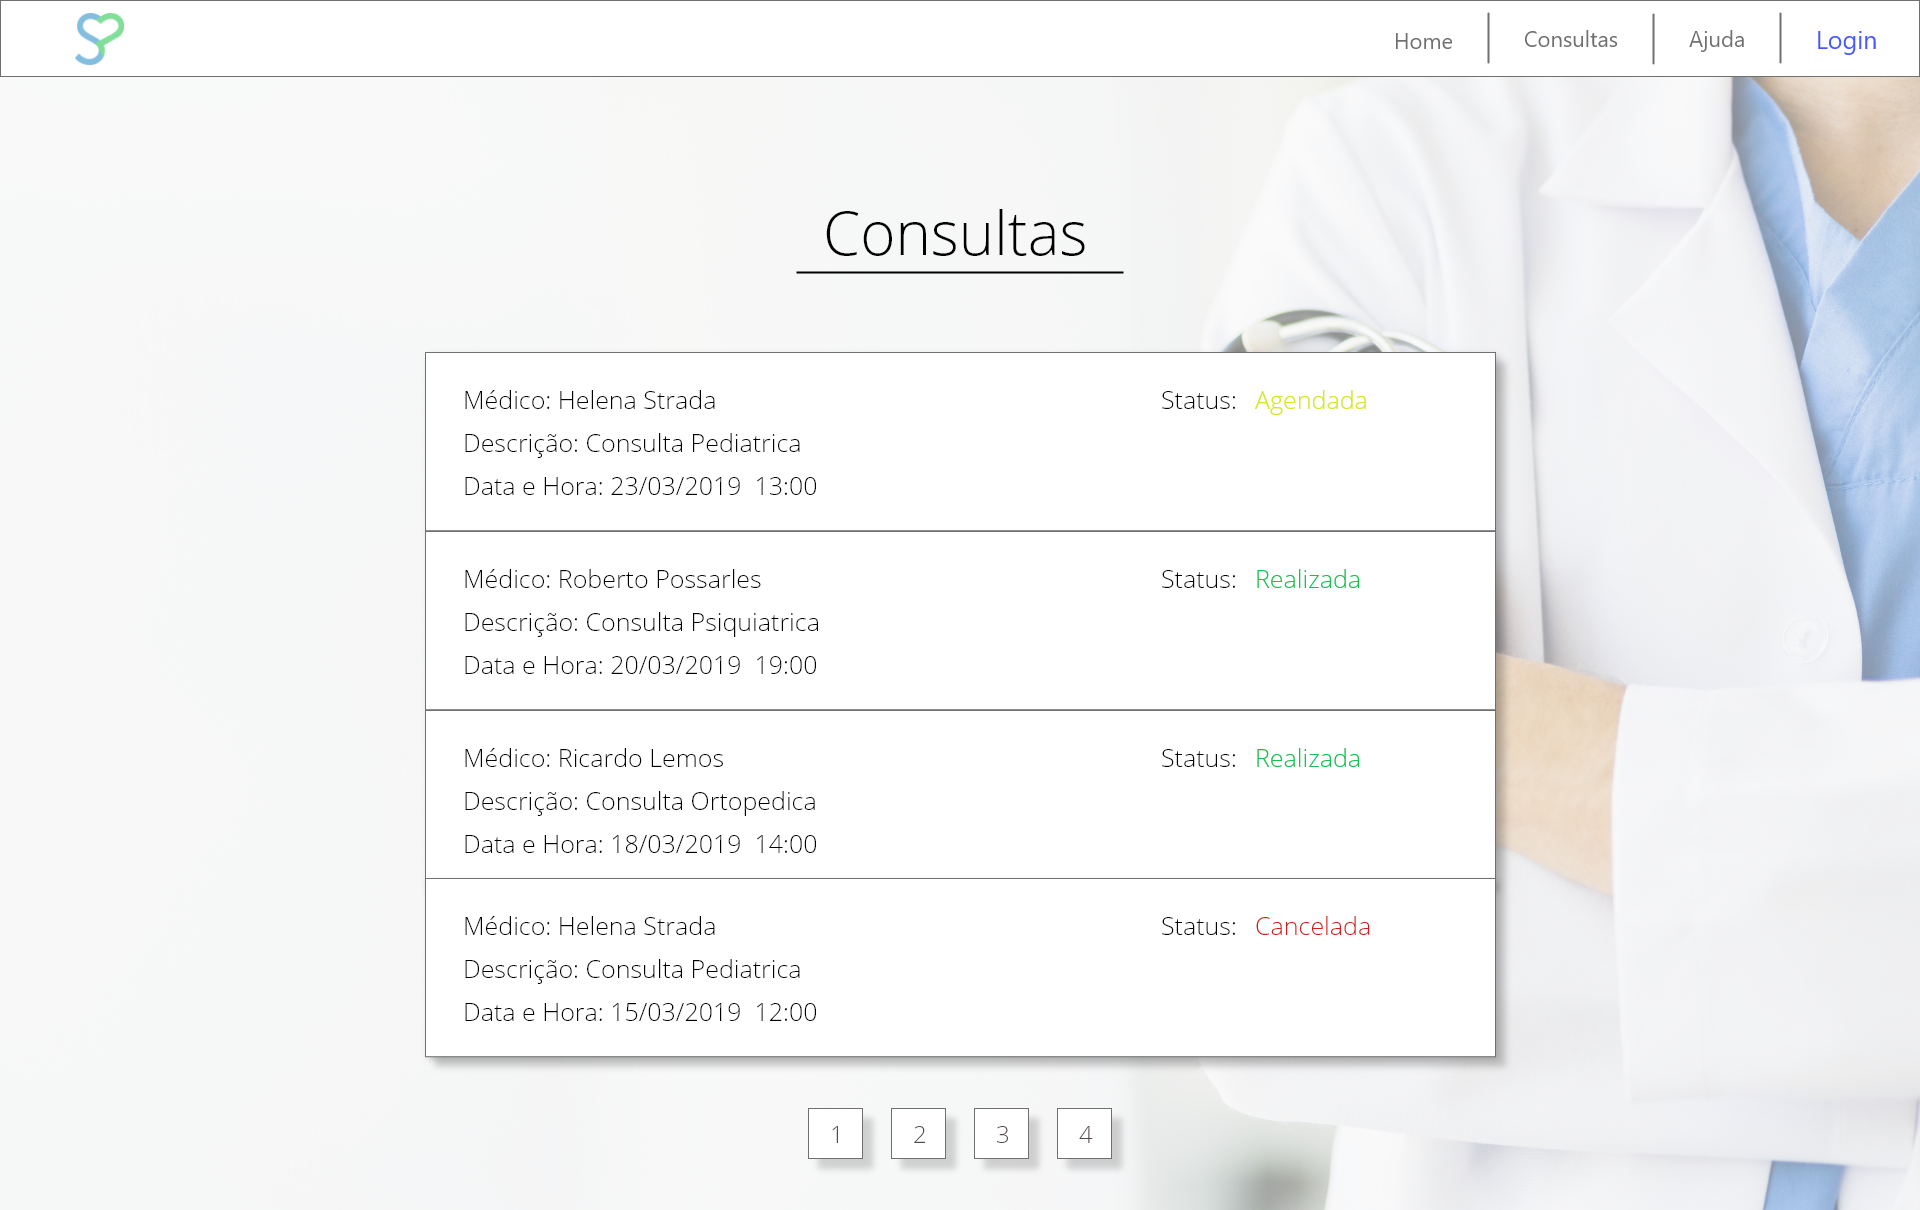 Home
Consultas
Ajuda
Login
Consultas
Médico: Helena Strada
Status: Agendada
Descrição: Consulta Pediatrica
Data e Hora: 23/03/2019 13:00
Médico: Roberto Possarles
Status: Realizada
Descrição: Consulta Psiquiatrica
Data e Hora: 20/03/2019 19:00
Médico: Ricardo Lemos
Status: Realizada
Descrição: Consulta Ortopedica
Data e Hora: 18/03/2019 14:00
Médico: Helena Strada
Status: Cancelada
Descrição: Consulta Pediatrica
Data e Hora: 15/03/2019 12:00
1
2
3
4